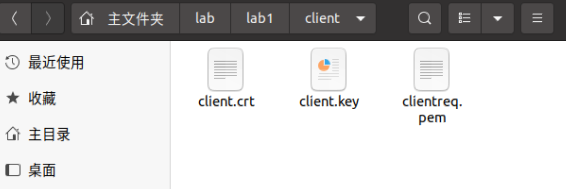 主文件夹 lab lab1 client
最近使用
收藏
主目录
桌面
client.crt
client.key
clientreq.
pem